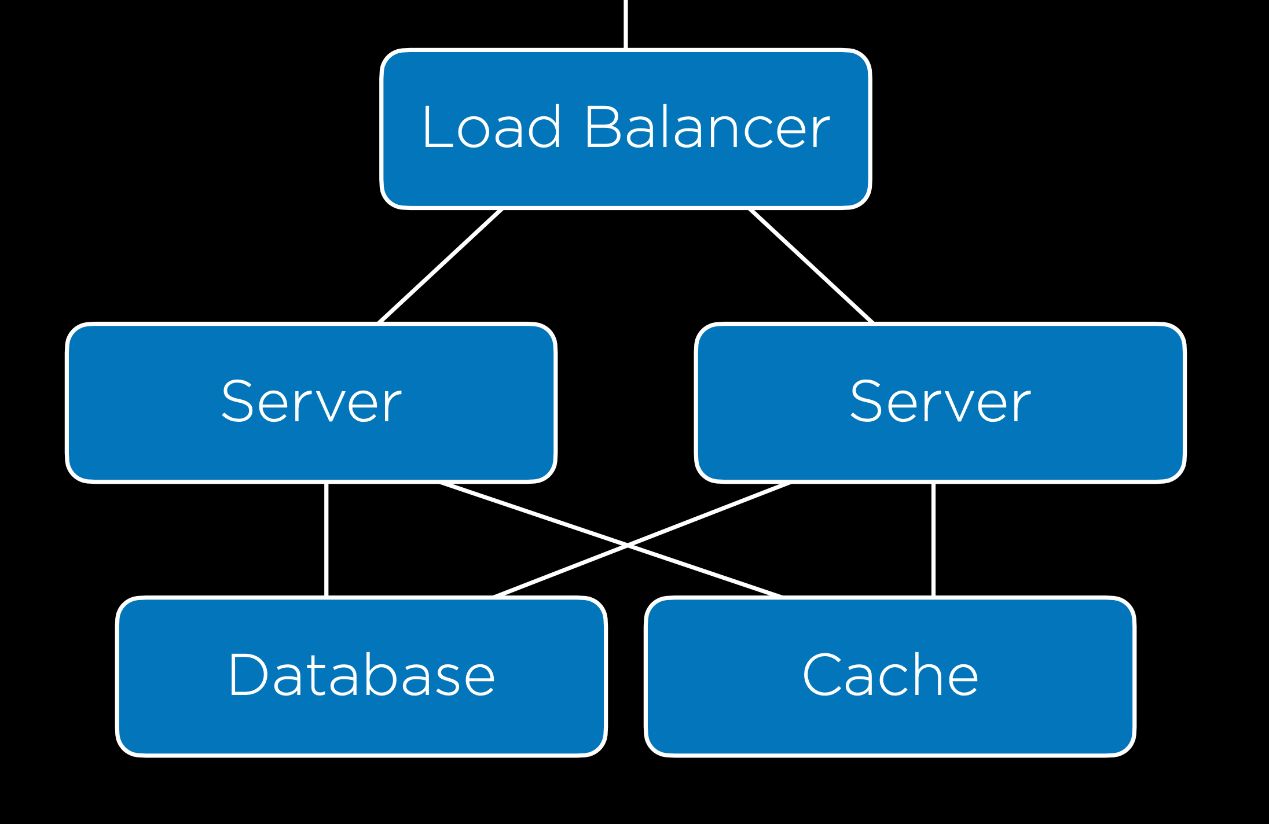 Load Balancer
Server
Server
Database
Cache